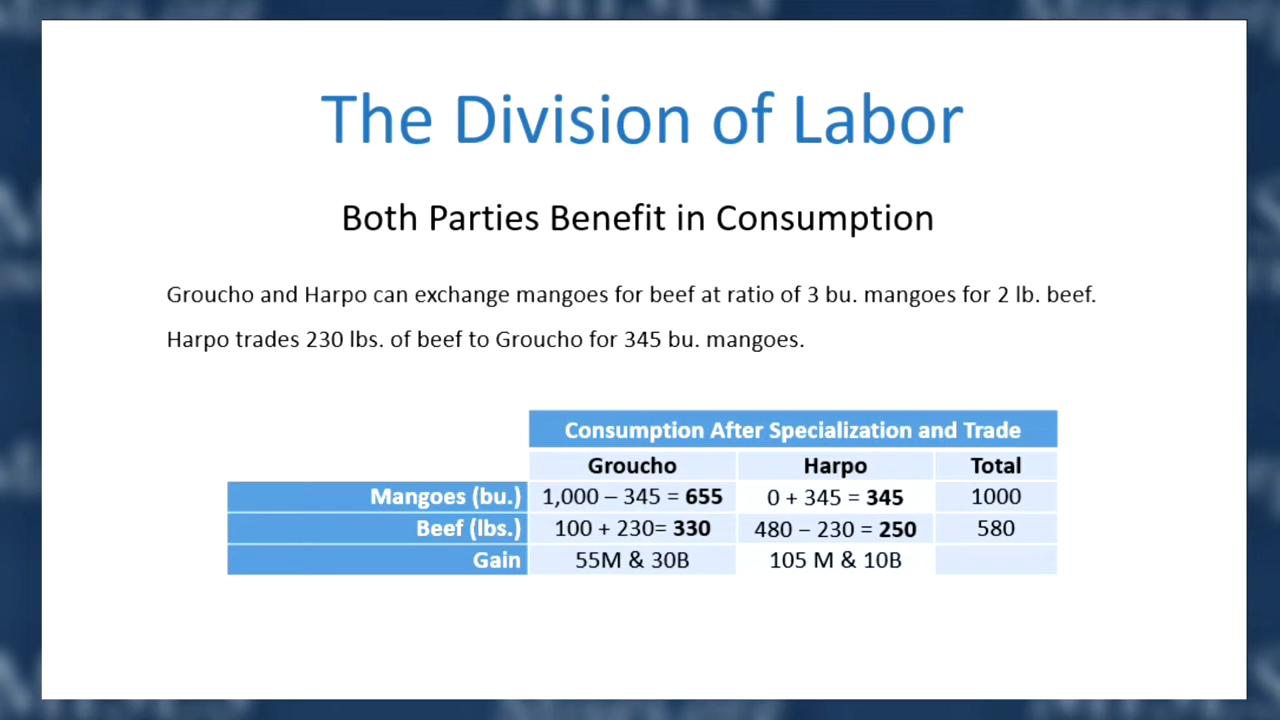 The Division of Labor
Both Parties Benefit in Consumption
Groucho and Harpo can exchange mangoes for beef at ratio of 3 bu. mangoes for 2 lb. beef.
Harpo trades 230 lbs. of beef to Groucho for 345 bu. mangoes.
Consumption After Specialization and Trade
Groucho Harpo Total
Mangoes (bu.) 1,000 – 345 = 655 0 + 345 = 345 1000
Beef (lbs.) 100 + 230= 330 480 – 230 = 250 580
Gain 55M & 30B 105 M & 10B